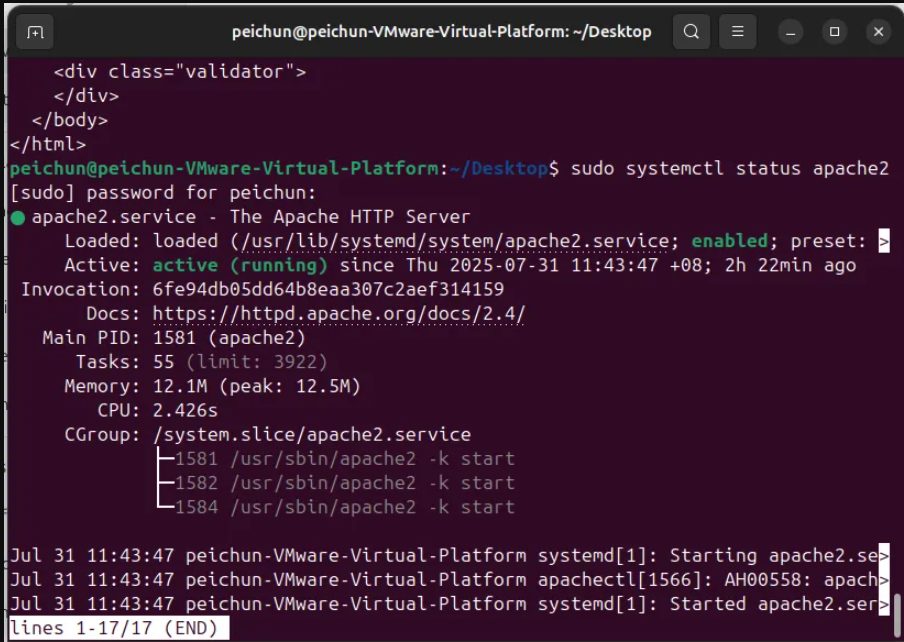 peichun@peichun-VMware-Virtual-Platform: ~/Desktop
<div class="validator">
</div>
</body>
</html>
peichun@peichun-VMware-Virtual-Platform:~/Desktop$ sudo systemctl status apache2
[sudo] password for peichun:
● apache2.service - The Apache HTTP Server
Loaded: loaded (/usr/lib/systemd/system/apache2.service; enabled; preset: >
Active: active (running) since Thu 2025-07-31 11:43:47 +08; 2h 22min ago
Invocation: 6fe94db05dd64b8eaa307c2aef314159
Docs: https://httpd.apache.org/docs/2.4/
Main PID: 1581 (apache2)
Tasks: 55 (limit: 3922)
Memory: 12.1M (peak: 12.5M)
CPU: 2.426s
CGroup: /system.slice/apache2.service
├─1581 /usr/sbin/apache2 -k start
├─1582 /usr/sbin/apache2 -k start
└─1584 /usr/sbin/apache2 -k start
Jul 31 11:43:47 peichun-VMware-Virtual-Platform systemd[1]: Starting apache2.se>
Jul 31 11:43:47 peichun-VMware-Virtual-Platform apachectl[1566]: AH00558: apach>
Jul 31 11:43:47 peichun-VMware-Virtual-Platform systemd[1]: Started apache2.ser>
lines 1-17/17 (END)